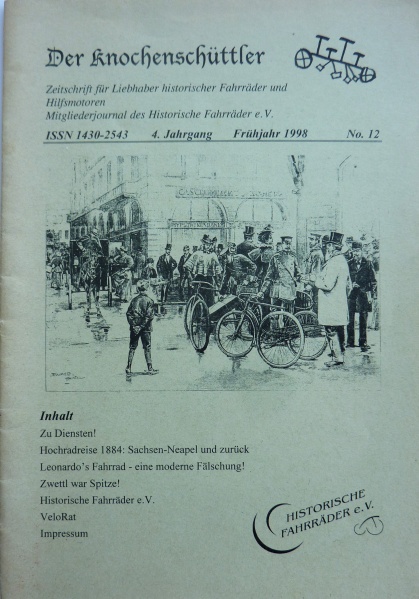 Der Knochenschüttler
Zeitschrift für Liebhaber historischer Fahrräder und
Hilfsmotoren
Mitgliederjournal des Historische Fahrräder e.V.
ISSN 1430-2543 4. Jahrgang Frühjahr 1998 No. 12
Inhalt
Zu Diensten!
Hochradreise 1884: Sachsen-Neapel und zurück
Leonardo's Fahrrad - eine moderne Fälschung!
Zwettl war Spitze!
Historische Fahrräder e.V.
VeloRat
Impressum
HISTORISCHE
FAHRRÄDER e.V.